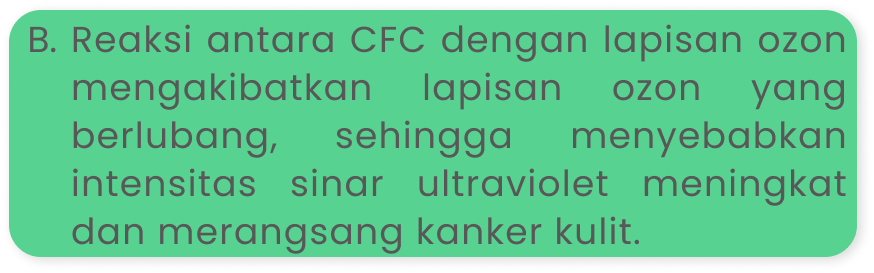 B. Reaksi antara CFC dengan lapisan ozon
mengakibatkan lapisan ozon yang
berlubang, sehingga menyebabkan
intensitas sinar ultraviolet meningkat
dan merangsang kanker kulit.